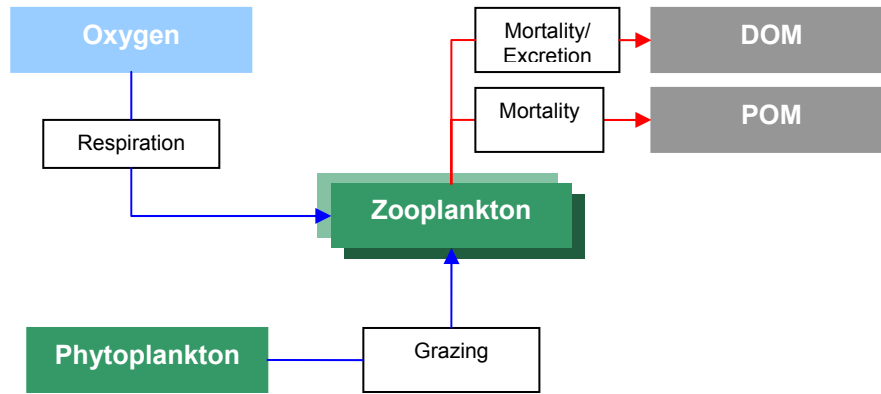 Oxygen
Mortality/
Excretion
DOM
Mortality
POM
Respiration
Zooplankton
Phytoplankton
Grazing